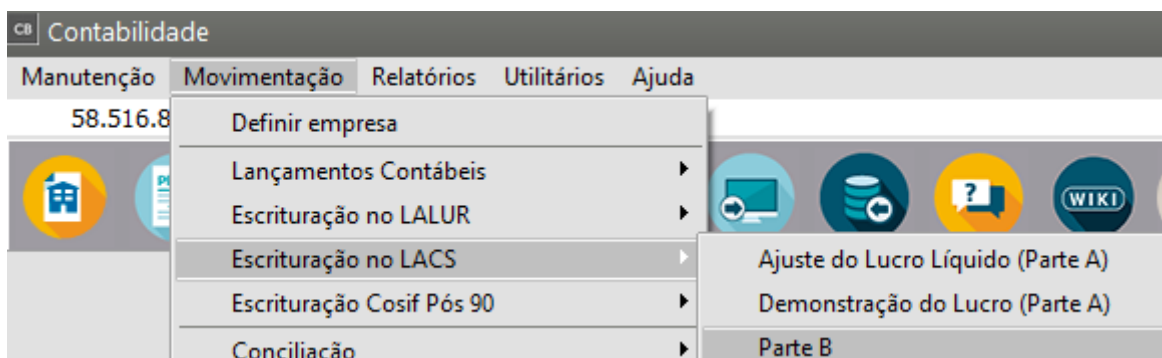 CB Contabilidade
Manutenção Movimentação Relatórios Utilitários Ajuda
58.516.8
Definir empresa
Lançamentos Contábeis
Escrituração no LALUR
Escrituração no LACS
Escrituração Cosif Pós 90
Conciliação
?
WIKI
Ajuste do Lucro Líquido (Parte A)
Demonstração do Lucro (Parte A)
Parte B